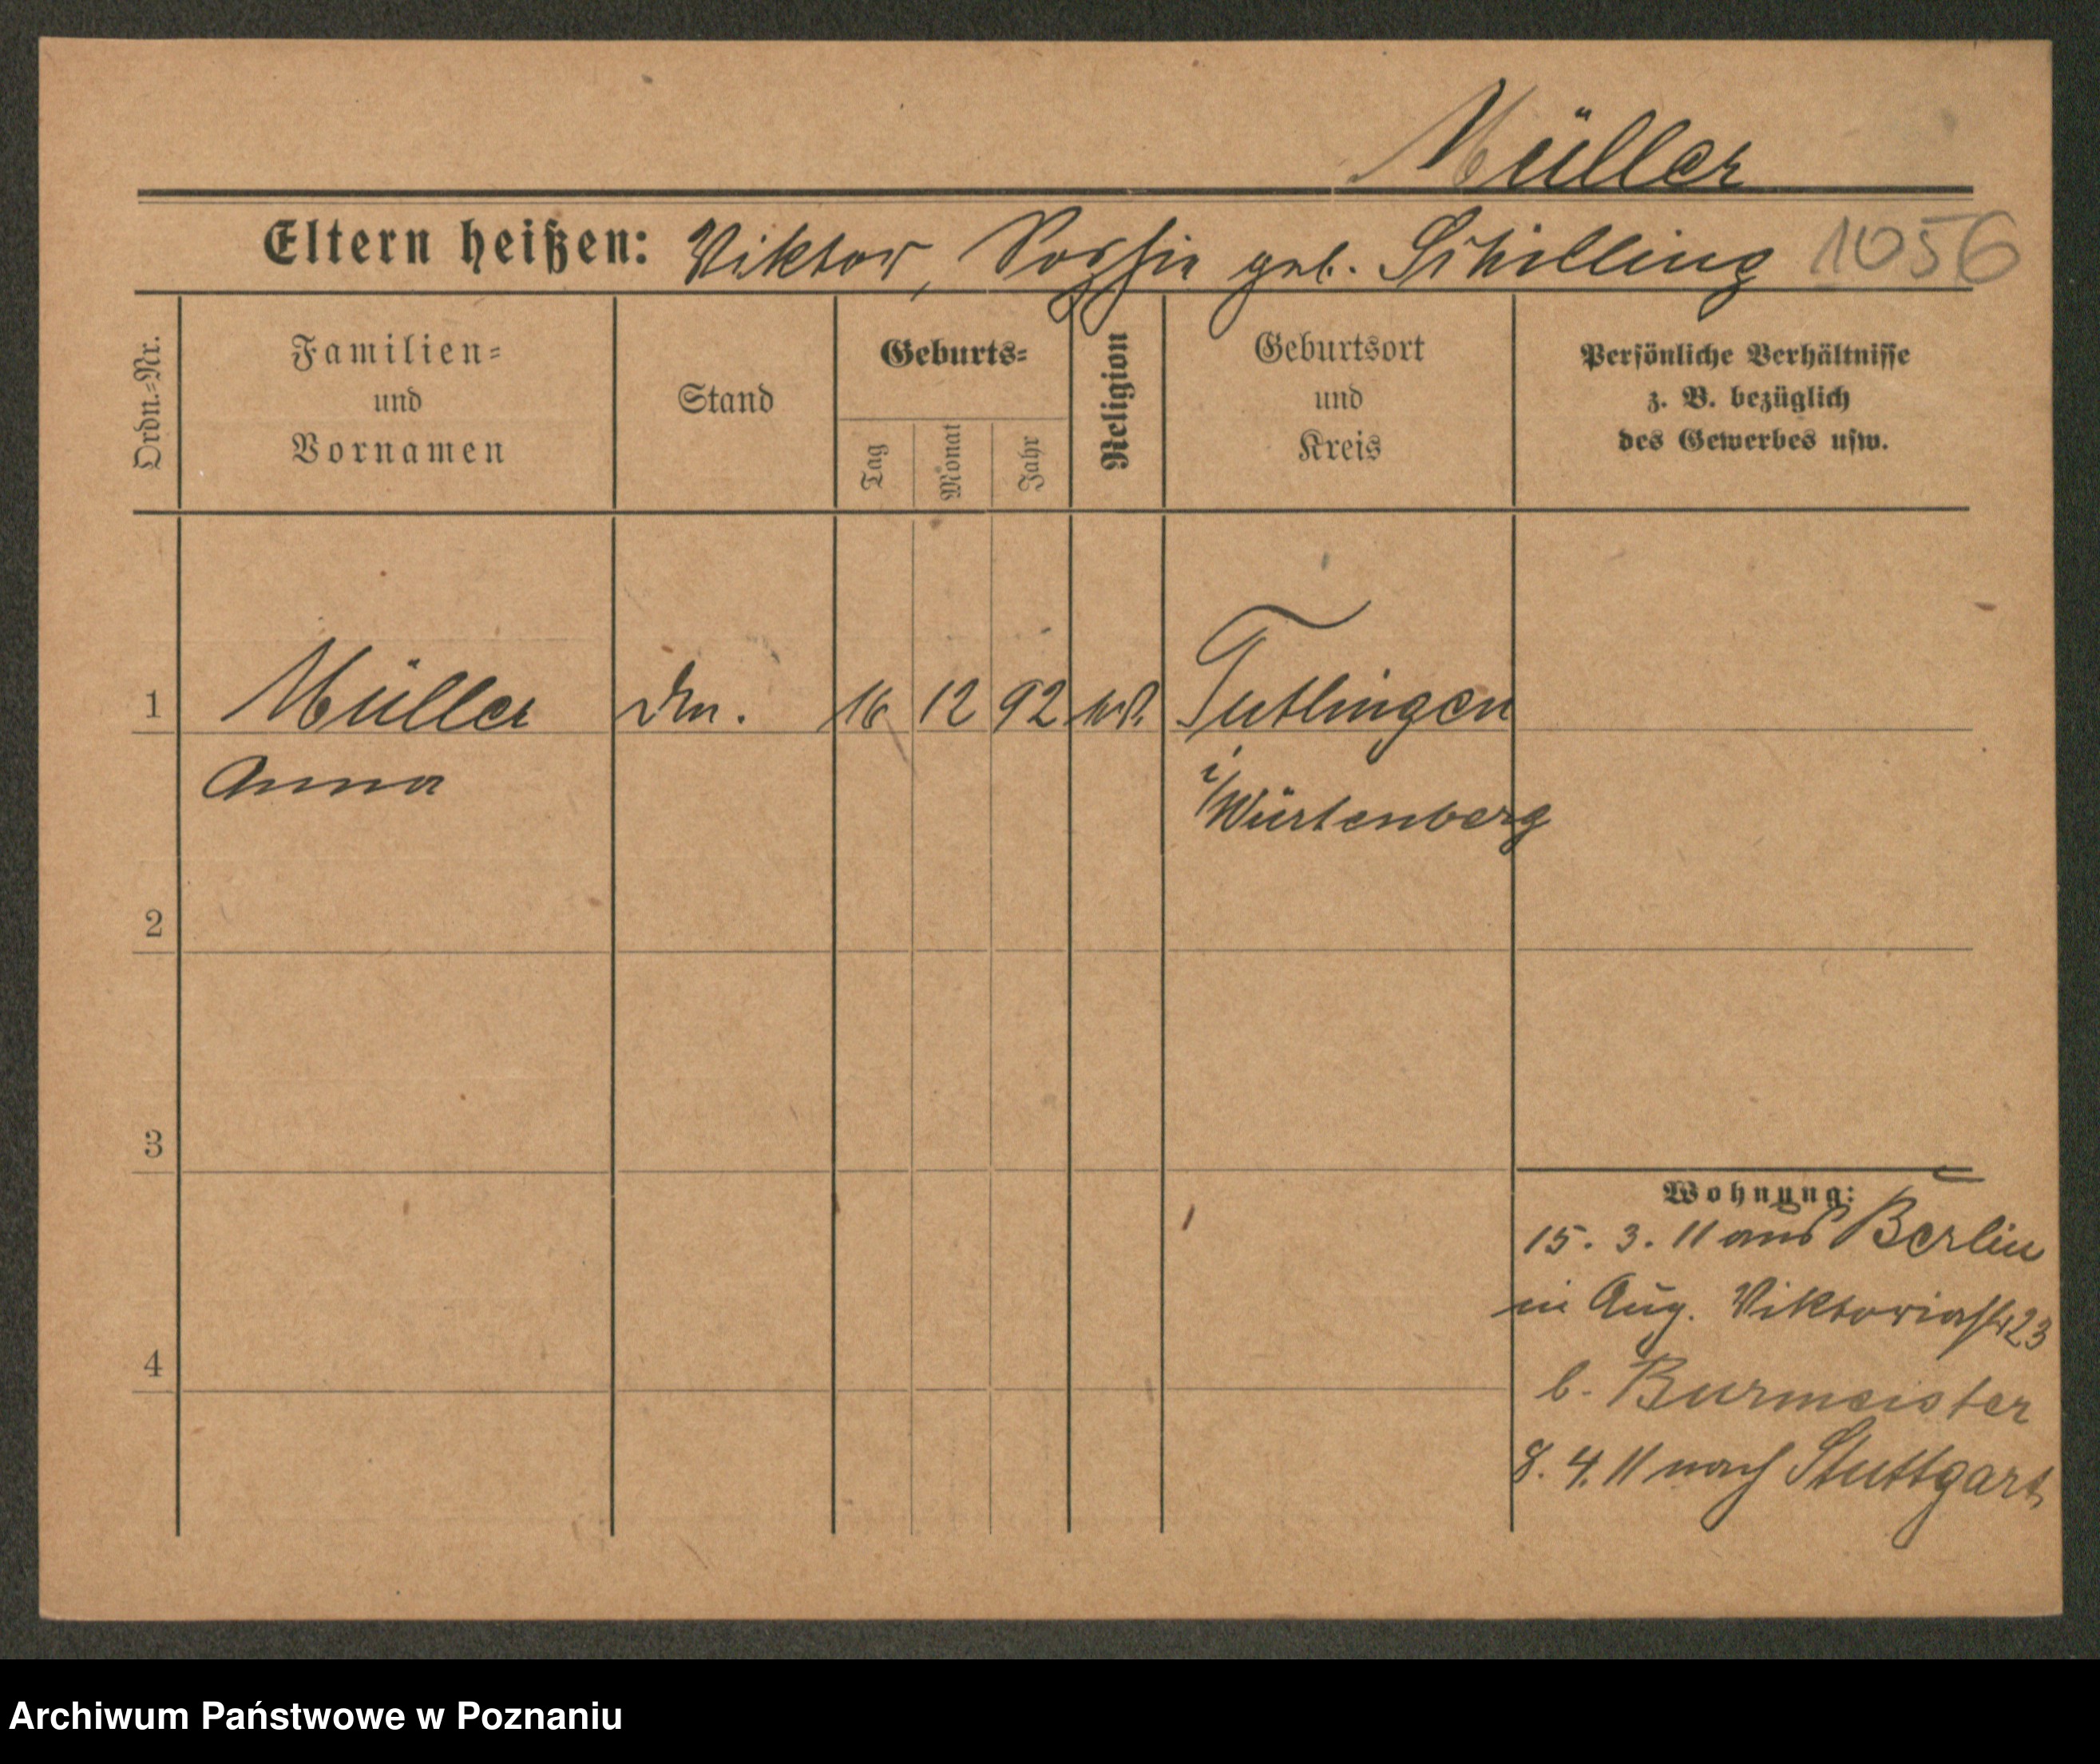 Müller
Eltern heißen: Viktor, Sophie geb. Schilling 1056
Ordn.-Nr.
Familien-
und
Vornamen
Stand
Geburts-
Tag
Monat
Jahr
Religion
Geburtsort
und
Kreis
Persönliche Verhältnisse
z. B. bezüglich
des Gewerbes usw.
1 Müller 16 12 92 Tutlingen
Anna i/Würtenberg
2
3
Wohnung:
15. 3. 11 aus Berlin
in Aug. Viktoriastr 23
4
b. Burmeister
8. 4. 11 nach Stuttgart
Archiwum Państwowe w Poznaniu